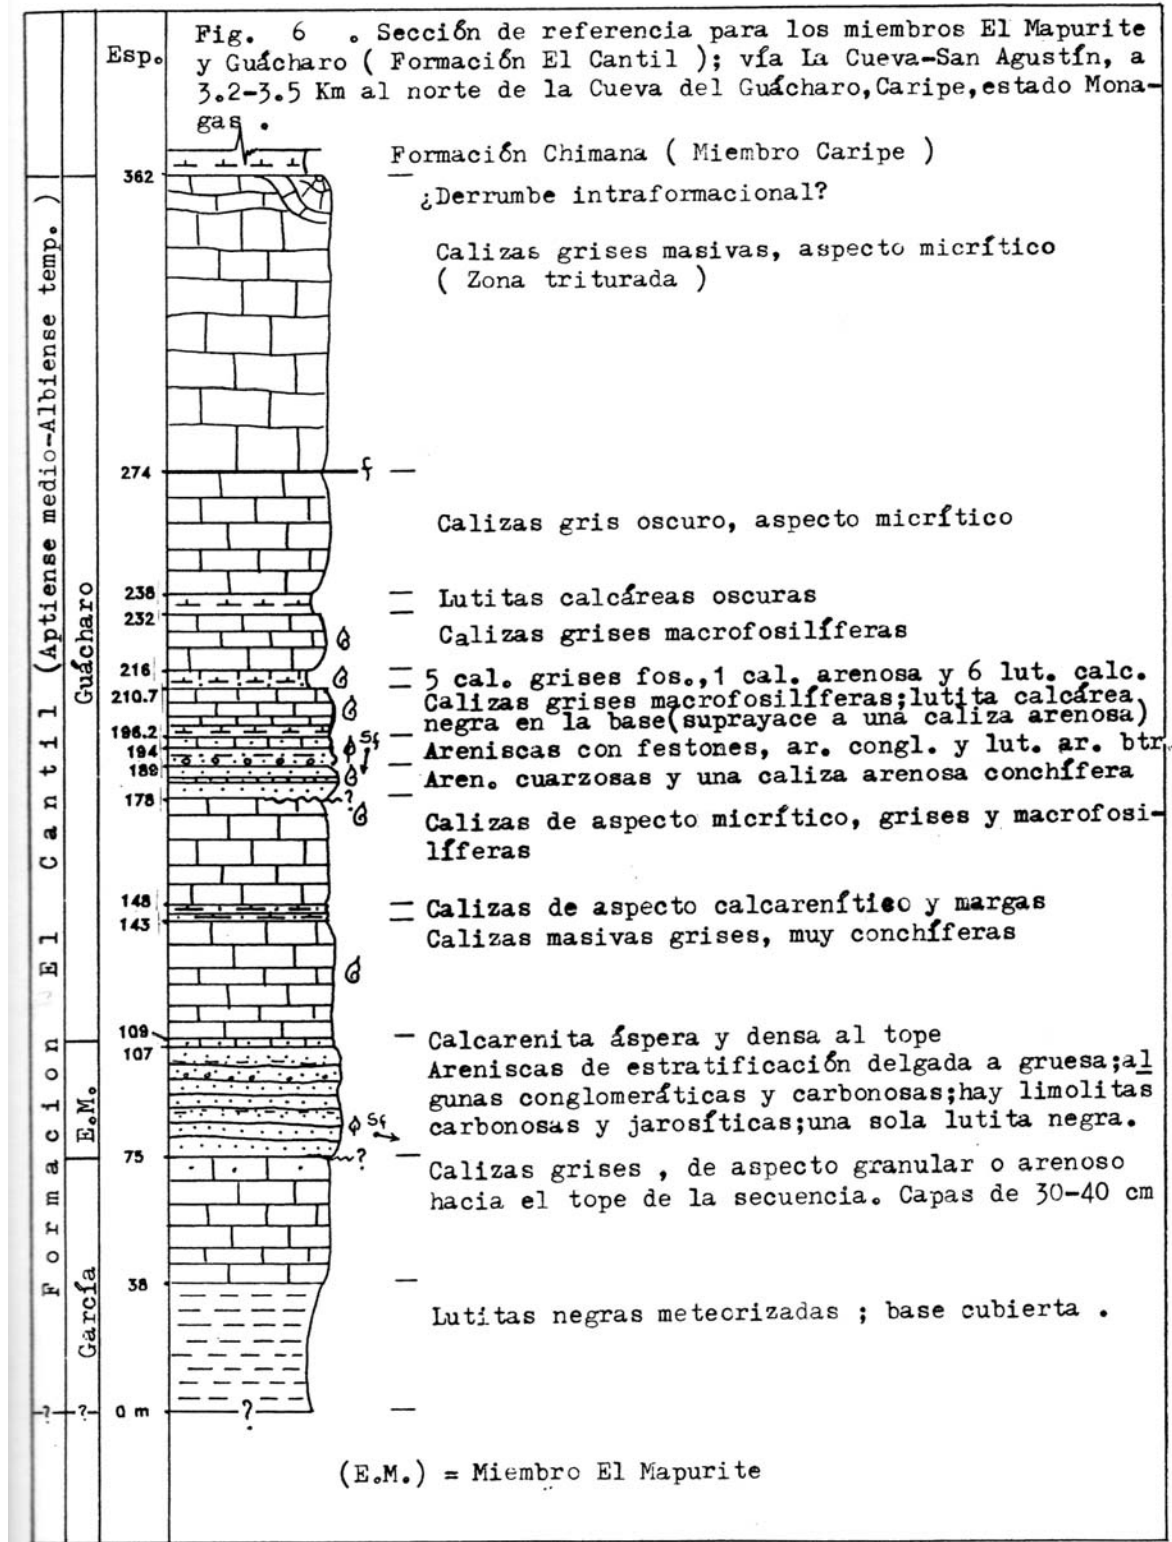 Fig. 6 . Sección de referencia para los miembros El Mapurite
y Guácharo ( Formación El Cantil ); vía La Cueva-San Agustín, a
3.2-3.5 Km al norte de la Cueva del Guácharo,Caripe,estado Mona-
gas .
Esp.
Formación Chimana ( Miembro Caripe )
362
¿Derrumbe intraformacional?
Calizas grises masivas, aspecto micrítico
( Zona triturada )
274
f
Calizas gris oscuro, aspecto micrítico
238
Lutitas calcáreas oscuras
232
Calizas grises macrofosilíferas
216
5 cal. grises fos.,1 cal. arenosa y 6 lut. calc.
210.7
Calizas grises macrofosilíferas;lutita calcárea
negra en la base(suprayace a una caliza arenosa)
196.2
Sf
194
Areniscas con festones, ar. congl. y lut. ar. btr.
189
Aren. cuarzosas y una caliza arenosa conchífera
178
?
Calizas de aspecto micrítico, grises y macrofosi-
líferas
148
Calizas de aspecto calcarenítico y margas
143
Calizas masivas grises, muy conchíferas
109
Calcarenita áspera y densa al tope
107
Areniscas de estratificación delgada a gruesa;al
gunas conglomeráticas y carbonosas;hay limolitas
carbonosas y jarosíticas;una sola lutita negra.
Sf
75
?
Calizas grises , de aspecto granular o arenoso
hacia el tope de la secuencia. Capas de 30-40 cm
38
Lutitas negras metecrizadas ; base cubierta .
0 m
?
?
?
Formacion El Cantil (Aptiense medio-Albiense temp. )
Guácharo
E.M.
García
(E.M.) = Miembro El Mapurite